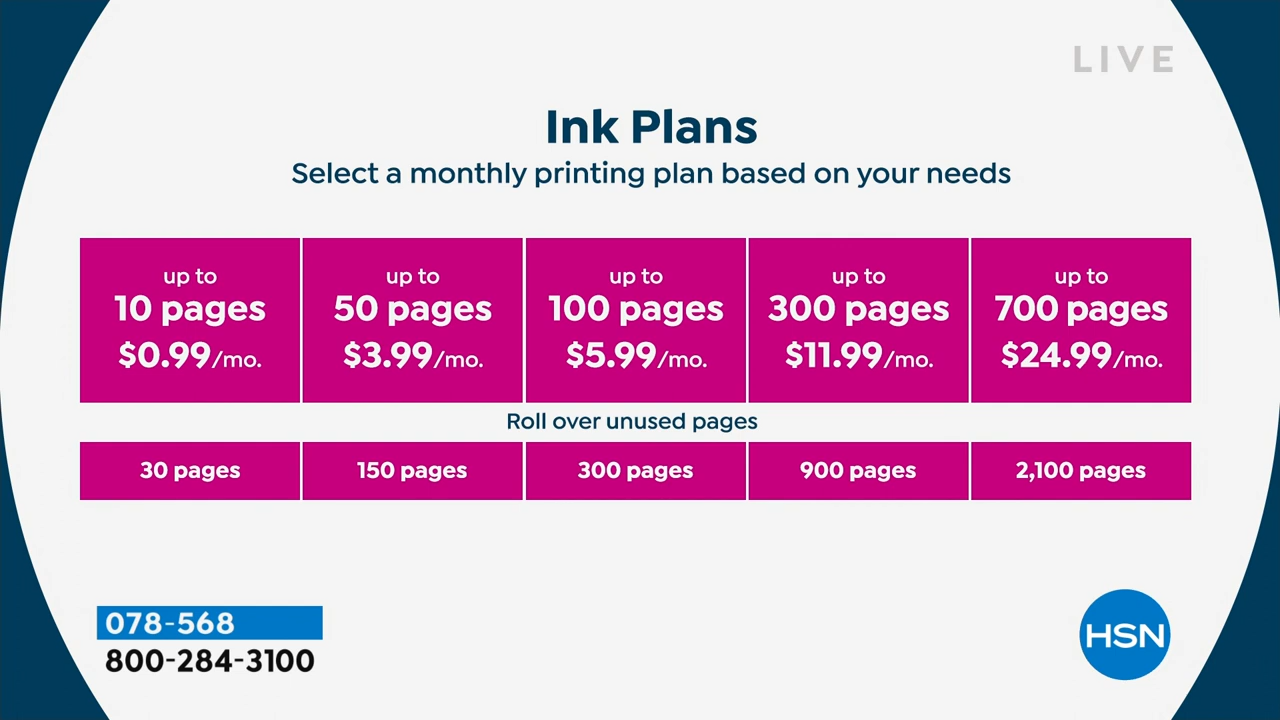 LIVE
Ink Plans
Select a monthly printing plan based on your needs
up to
10 pages
$0.99/mo.
up to
50 pages
$3.99/mo.
up to
100 pages
$5.99/mo.
up to
300 pages
$11.99/mo.
up to
700 pages
$24.99/mo.
Roll over unused pages
30 pages
150 pages
300 pages
900 pages
2,100 pages
078-568
800-284-3100
HSN